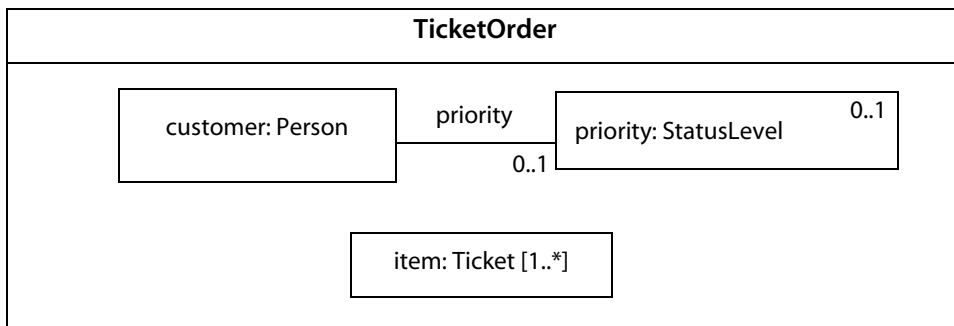 TicketOrder
customer: Person
priority
0..1
priority: StatusLevel
0..1
item: Ticket [1..*]